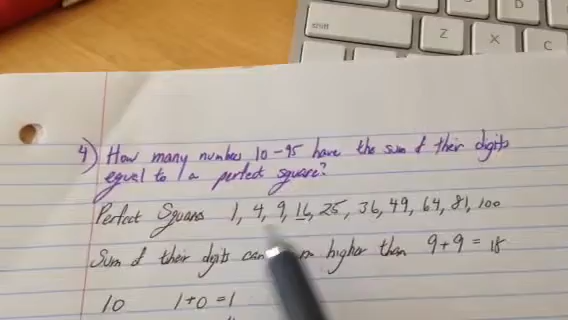 shift
Z
X
C
D
4) How many numbers 10-95 have the sum of their digits
equal to a perfect square?
Perfect Squares 1, 4, 9, 16, 25, 36, 49, 64, 81, 100
Sum of their digits higher than 9+9 = 18
10 1+0 = 1